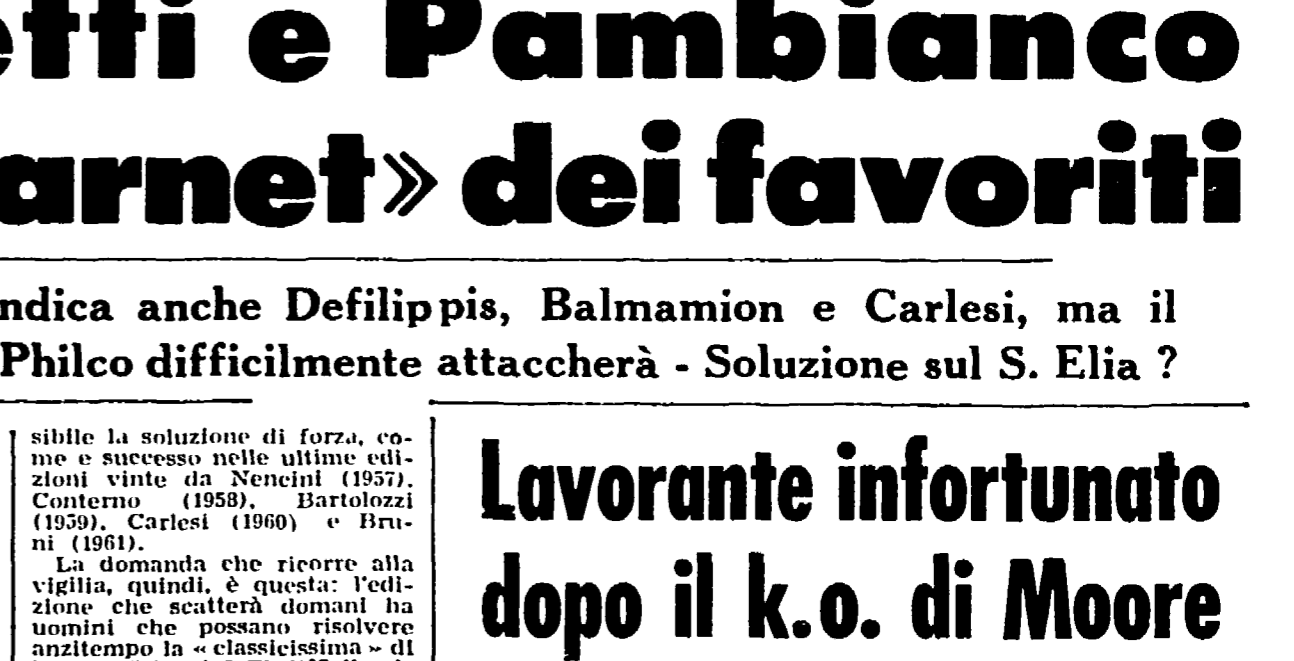 etti e Pambianco
arnet» dei favoriti
ndica anche Defilippis, Balmamion e Carlesi, ma il
Philco difficilmente attaccherà - Soluzione sul S. Elia ?
sibile la soluzione di forza, co-
me e successo nelle ultime edi-
zioni vinte da Nencini (1957),
Conterno (1958), Bartolozzi
(1959), Carlesi (1960) e Bru-
ni (1961).
La domanda che ricorre alla
vigilia, quindi, è questa: l'edi-
zione che scatterà domani ha
uomini che possano risolvere
anzitempo la « classicissima » di
Lavorante infortunato
dopo il k.o. di Moore